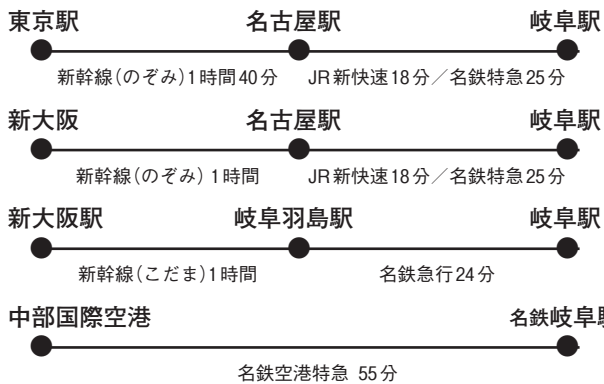 東京駅 名古屋駅 岐阜駅
新幹線(のぞみ)1時間40分 JR新快速18分/名鉄特急25分
新大阪 名古屋駅 岐阜駅
新幹線(のぞみ) 1時間 JR新快速18分/名鉄特急25分
新大阪駅 岐阜羽島駅 岐阜駅
新幹線(こだま)1時間 名鉄急行24分
中部国際空港 名鉄岐阜駅
名鉄空港特急 55分